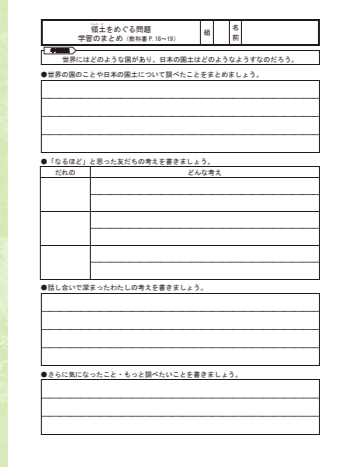 領土をめぐる問題
学習のまとめ（教科書 P.18～19）
組
名前
世界にはどのような国があり、日本の国土はどのようなようすなのだろう。
●世界の国のことや日本の国土について調べたことをまとめましょう。
●「なるほど」と思った友だちの考えを書きましょう。
だれの
どんな考え
●話し合いで深まったわたしの考えを書きましょう。
●さらに気になったこと・もっと調べたいことを書きましょう。